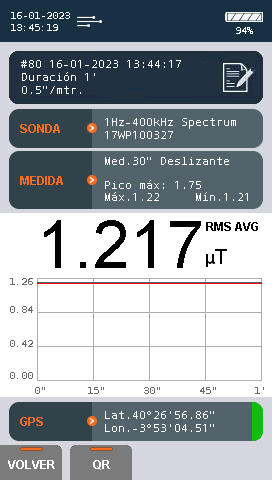 16-01-2023
13:45:19
94%
#80 16-01-2023 13:44:17
Duración 1'
0.5"/mtr.
SONDA
1Hz-400kHz Spectrum
17WP100327
MEDIDA
Med.30" Deslizante
Pico máx: 1.75
Máx.1.22 Mín.1.21
1.217 RMS AVG
µT
1.26
0.84
0.42
0.00
0" 15" 30" 45" 1'
GPS
Lat.40°26'56.86"
Lon.-3°53'04.51"
VOLVER QR